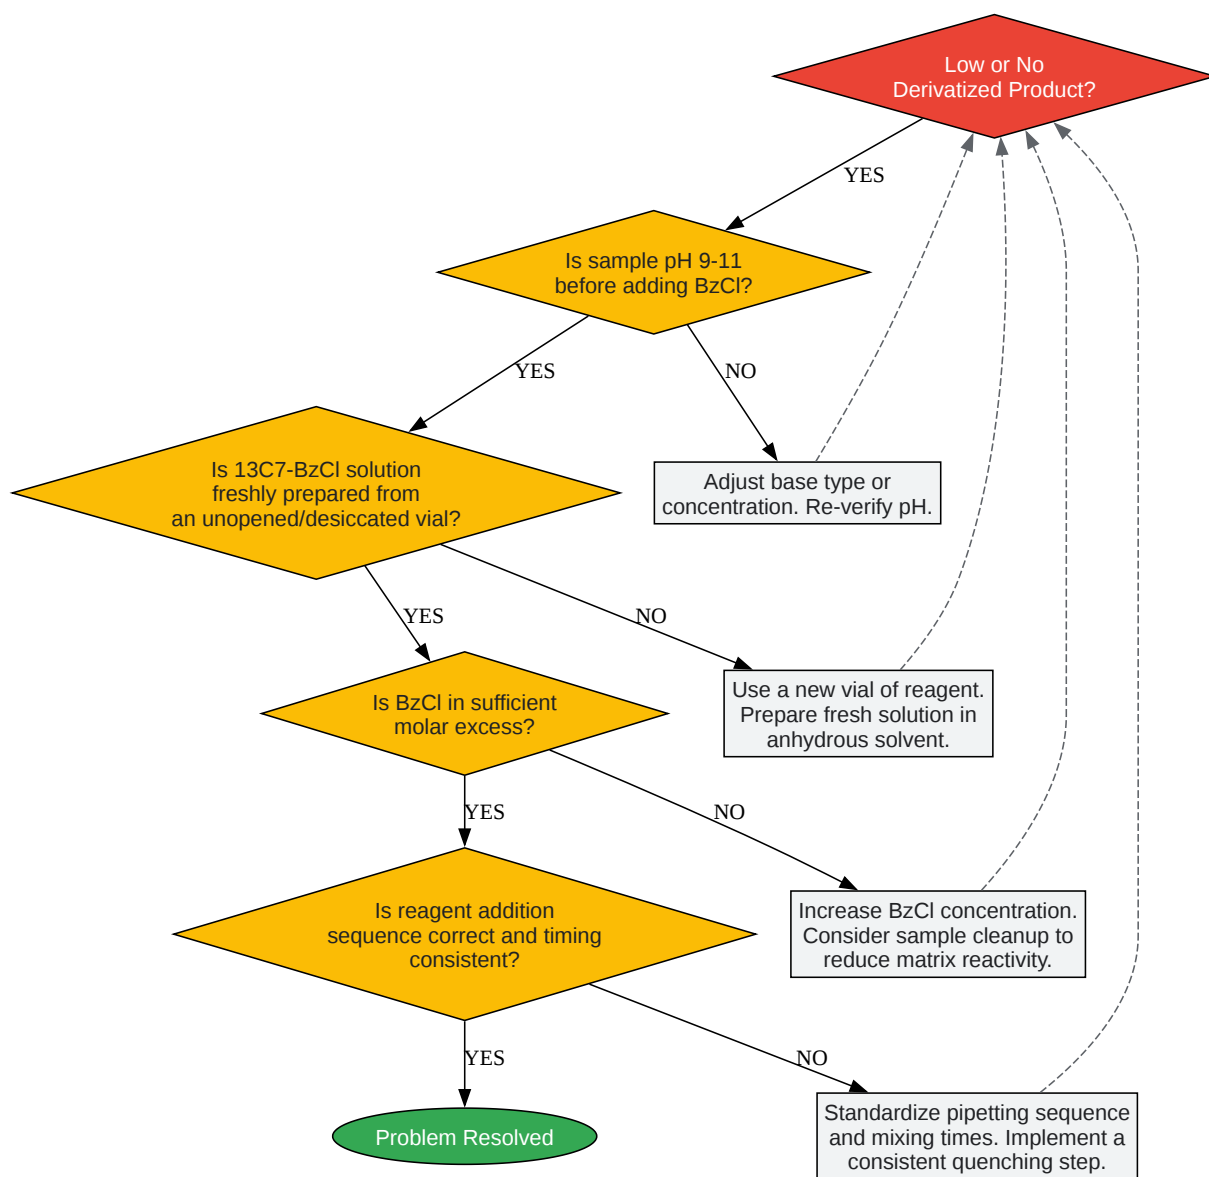 Low or No
Derivatized Product?
YES
Is sample pH 9-11
before adding BzCl?
YES
NO
Is 13C7-BzCl solution
freshly prepared from
an unopened/desiccated vial?
Adjust base type or
concentration. Re-verify pH.
YES
NO
Is BzCl in sufficient
molar excess?
Use a new vial of reagent.
Prepare fresh solution in
anhydrous solvent.
YES
NO
Is reagent addition
sequence correct and timing
consistent?
Increase BzCl concentration.
Consider sample cleanup to
reduce matrix reactivity.
YES
NO
Problem Resolved
Standardize pipetting sequence
and mixing times. Implement a
consistent quenching step.